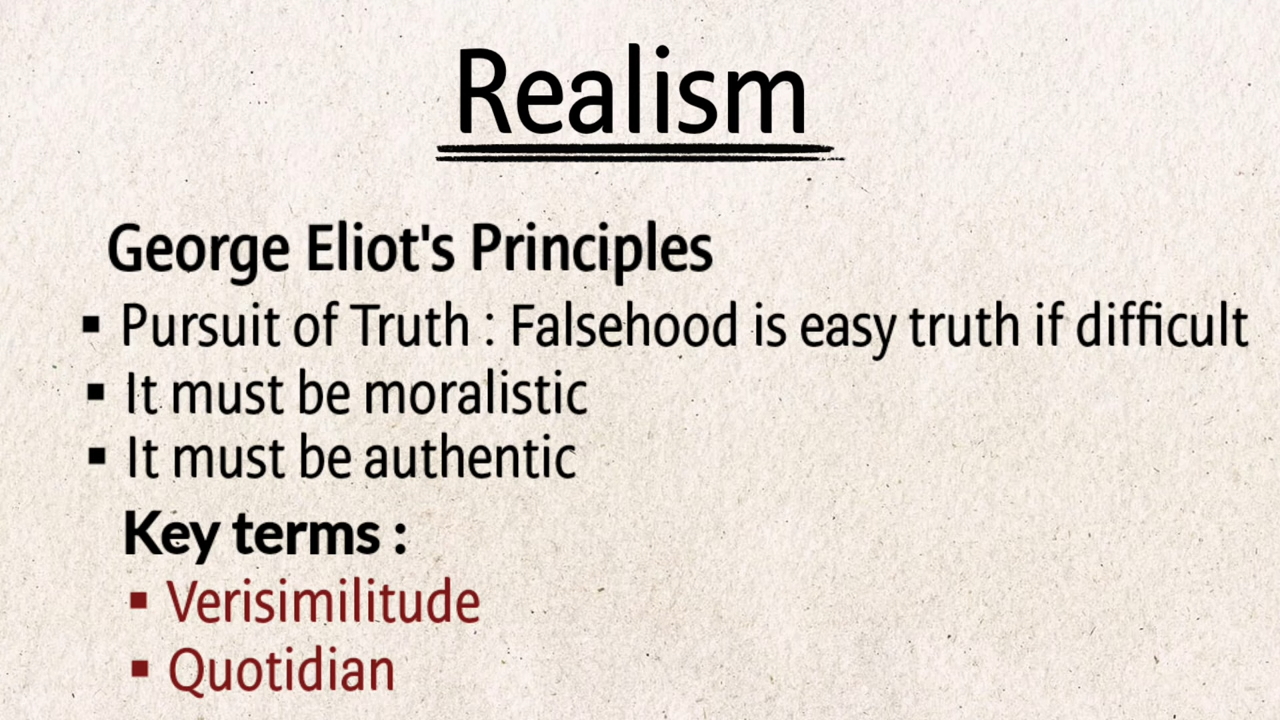 Realism
George Eliot's Principles
▪ Pursuit of Truth : Falsehood is easy truth if difficult
▪ It must be moralistic
▪ It must be authentic
Key terms :
▪ Verisimilitude
▪ Quotidian